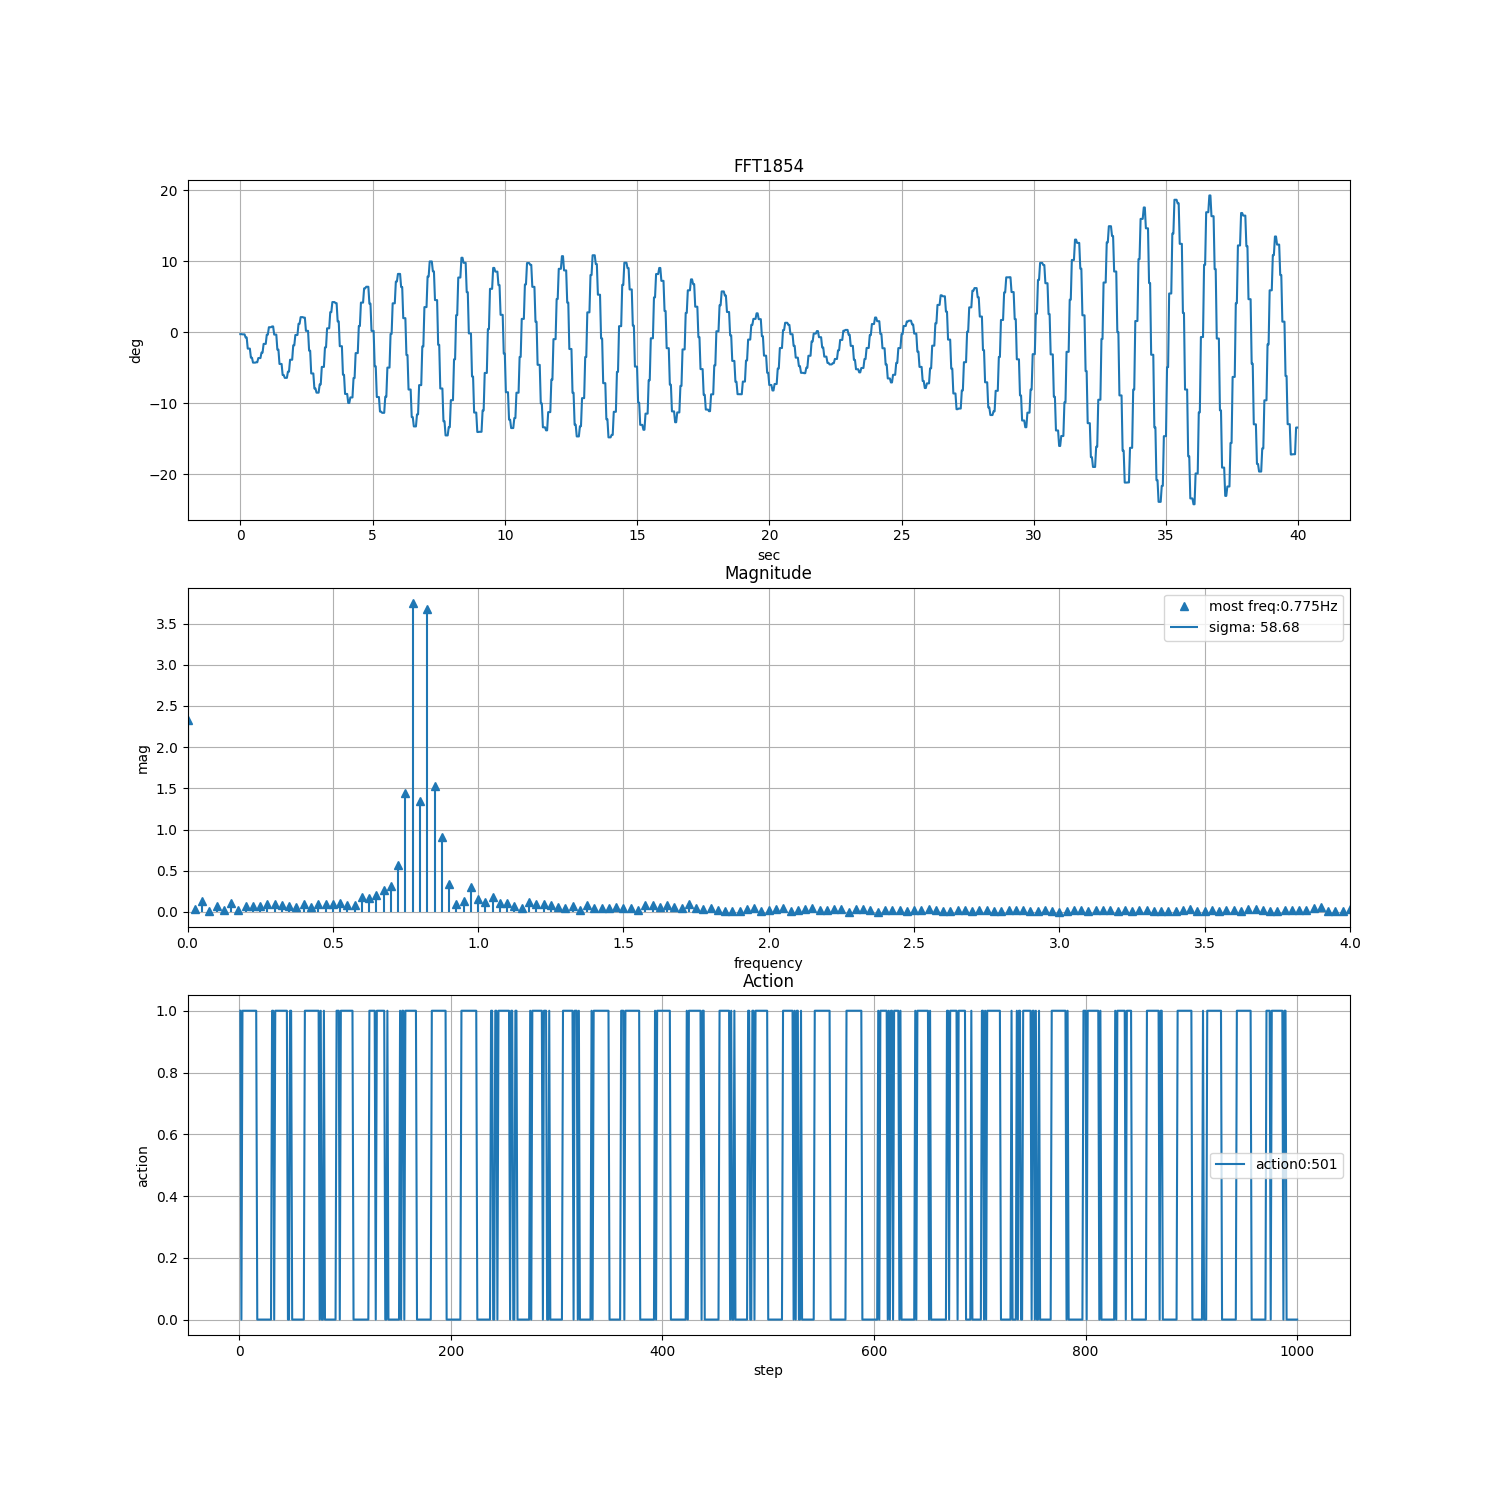 FFT1854
20
10
0
−10
−20
deg
0 5 10 15 20 25 30 35 40
sec
Magnitude
most freq:0.775Hz
sigma: 58.68
3.5
3.0
2.5
2.0
1.5
1.0
0.5
0.0
mag
0.0 0.5 1.0 1.5 2.0 2.5 3.0 3.5 4.0
frequency
Action
1.0
0.8
0.6
0.4
0.2
0.0
action
action0:501
0 200 400 600 800 1000
step